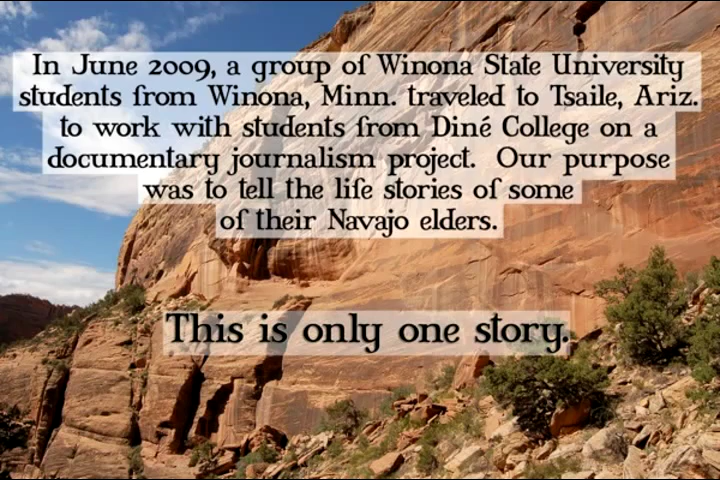 In June 2009, a group of Winona State University
students from Winona, Minn. traveled to Tsaile, Ariz.
to work with students from Diné College on a
documentary journalism project. Our purpose
was to tell the life stories of some
of their Navajo elders.
This is only one story.